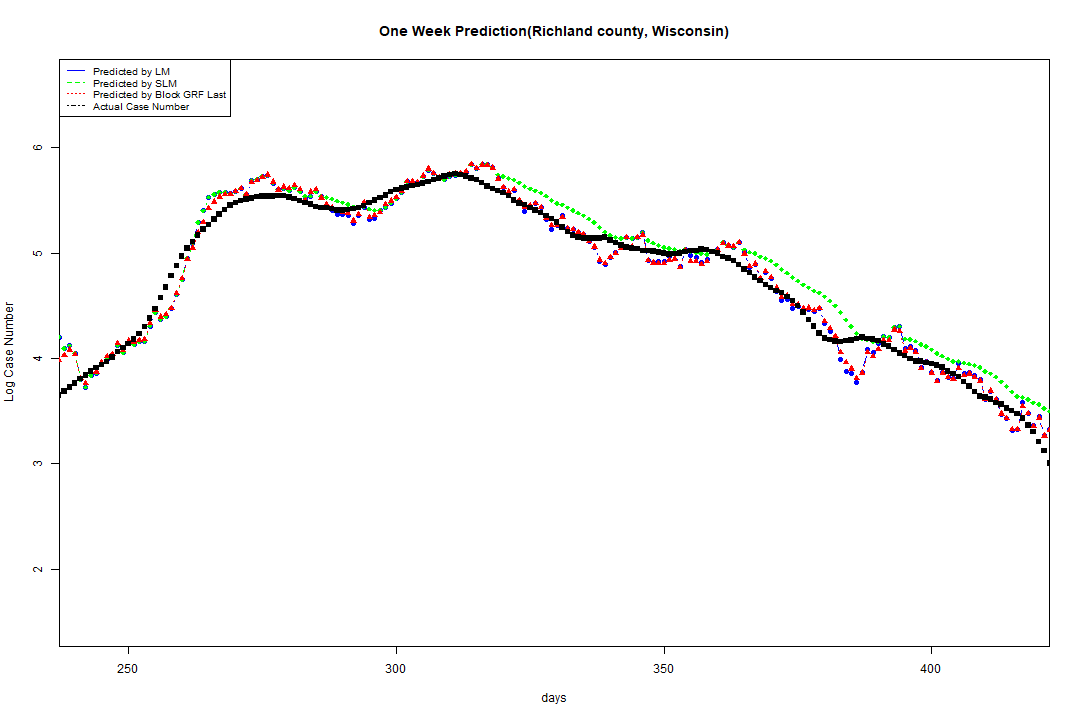 One Week Prediction(Richland county, Wisconsin)
Predicted by LM
Predicted by SLM
Predicted by Block GRF Last
Actual Case Number
6
5
4
3
2
Log Case Number
250 300 350 400
days